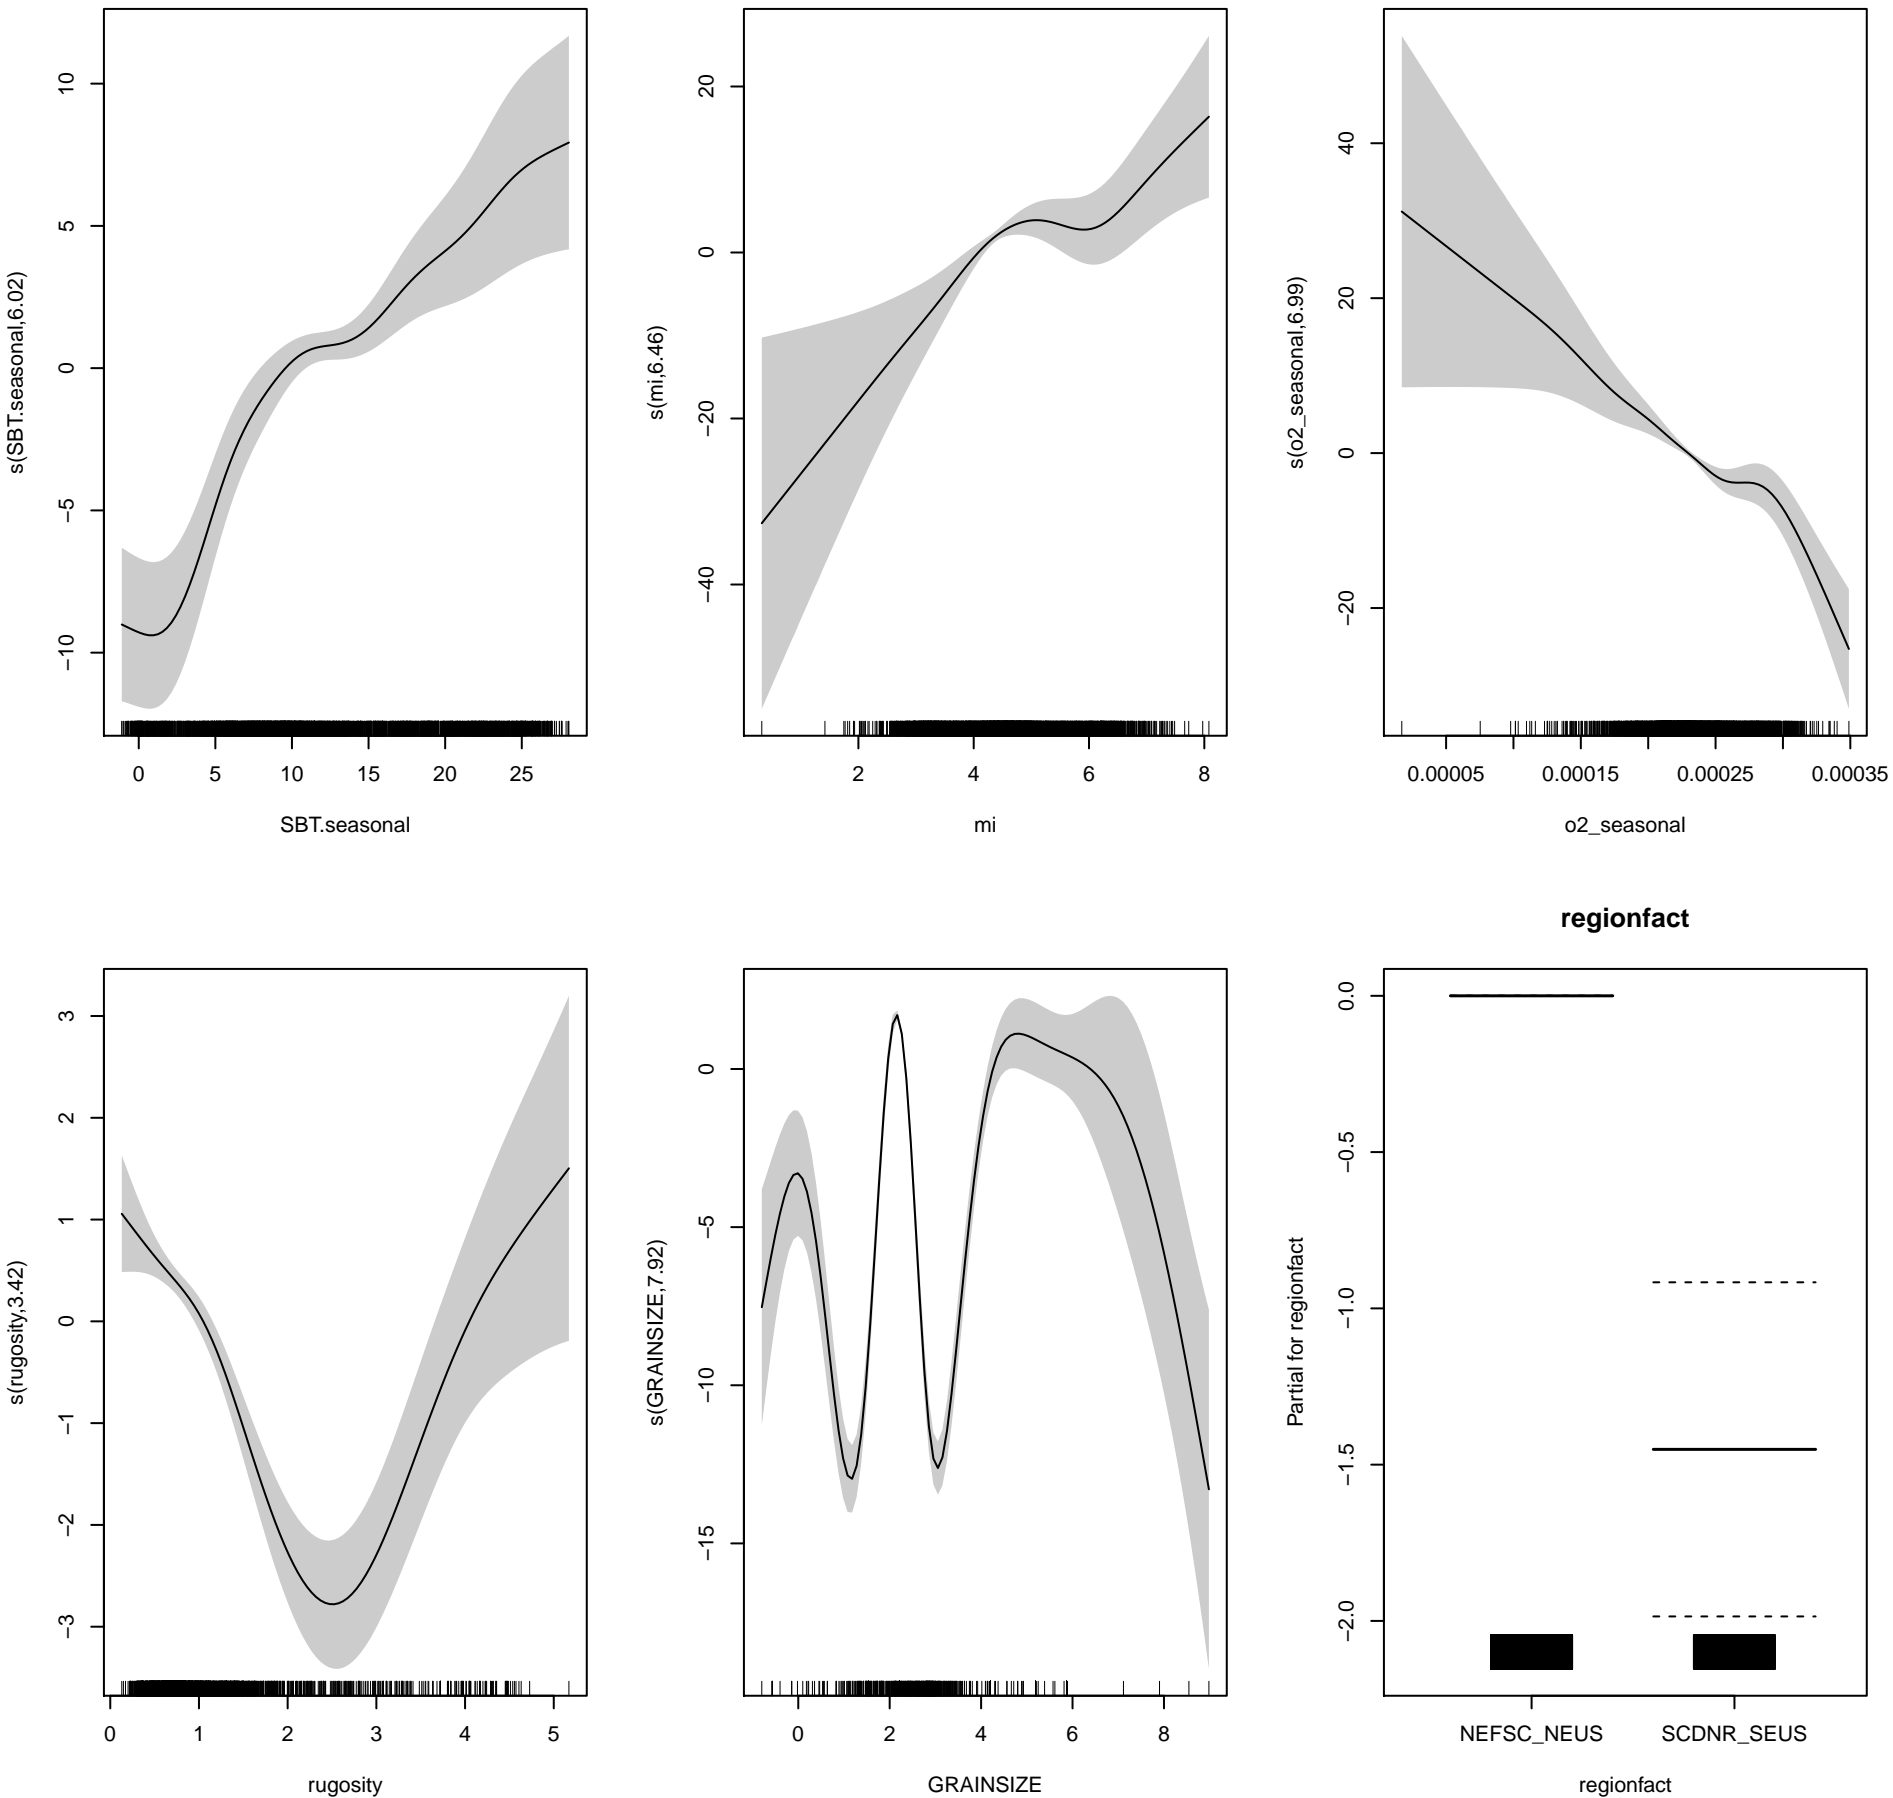 s(SBT.seasonal,6.02)
10
5
0
−5
−10
0 5 10 15 20 25
SBT.seasonal
s(mi,6.46)
20
0
−20
−40
2 4 6 8
mi
s(o2_seasonal,6.99)
40
20
0
−20
0.00005 0.00015 0.00025 0.00035
o2_seasonal
s(rugosity,3.42)
3
2
1
0
−1
−2
−3
0 1 2 3 4 5
rugosity
s(GRAINSIZE,7.92)
0
−5
−10
−15
0 2 4 6 8
GRAINSIZE
regionfact
Partial for regionfact
0.0
−0.5
−1.0
−1.5
−2.0
NEFSC_NEUS SCDNR_SEUS
regionfact